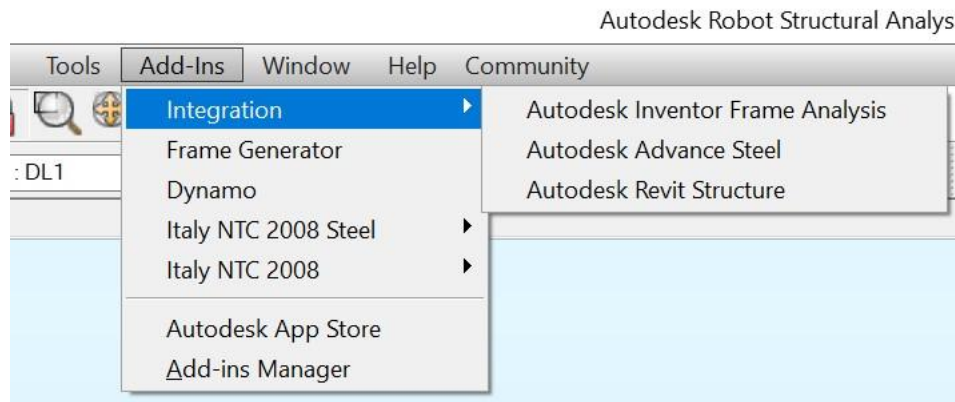 Autodesk Robot Structural Analys
Tools Add-Ins Window Help Community
Integration
Autodesk Inventor Frame Analysis
Frame Generator
Autodesk Advance Steel
: DL1
Dynamo
Autodesk Revit Structure
Italy NTC 2008 Steel
Italy NTC 2008
Autodesk App Store
Add-ins Manager